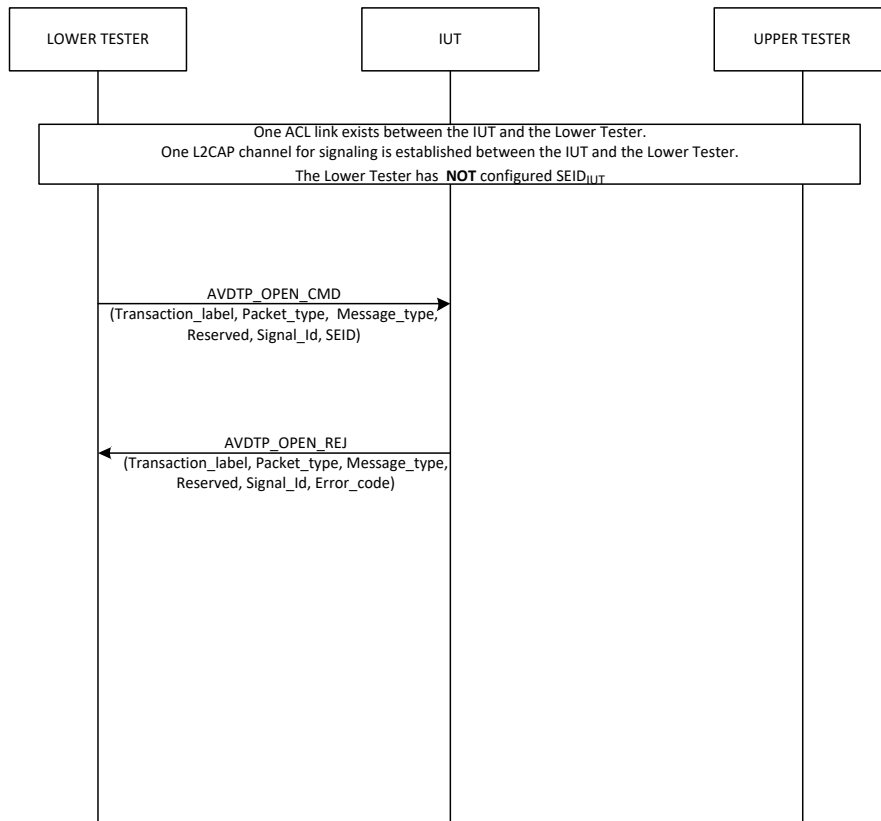 LOWER TESTER
IUT
UPPER TESTER
One ACL link exists between the IUT and the Lower Tester.
One L2CAP channel for signaling is established between the IUT and the Lower Tester.
The Lower Tester has NOT configured SEIDIUT
AVDTP_OPEN_CMD
(Transaction_label, Packet_type, Message_type,
Reserved, Signal_Id, SEID)
AVDTP_OPEN_REJ
(Transaction_label, Packet_type, Message_type,
Reserved, Signal_Id, Error_code)